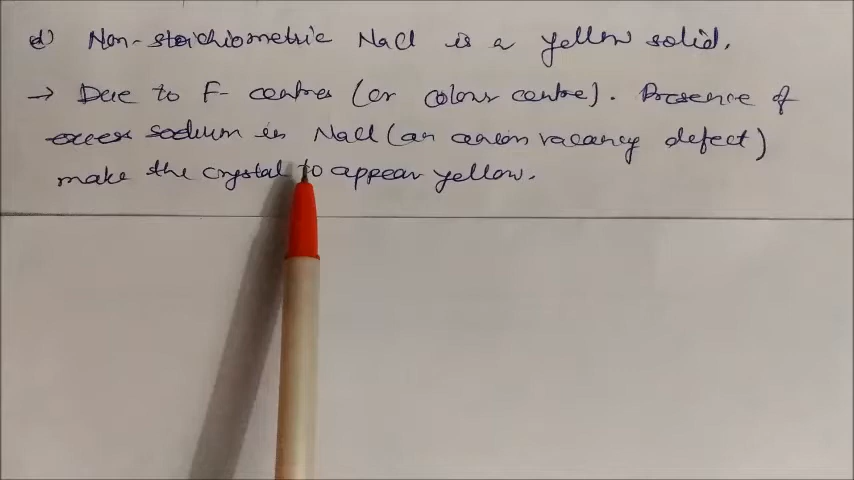 d) Non-stoichiometric NaCl is a yellow solid.
→ Due to F- centres (or colour centre). Presence of
excess sodium in NaCl (an anion vacancy defect)
make the crystal to appear yellow.